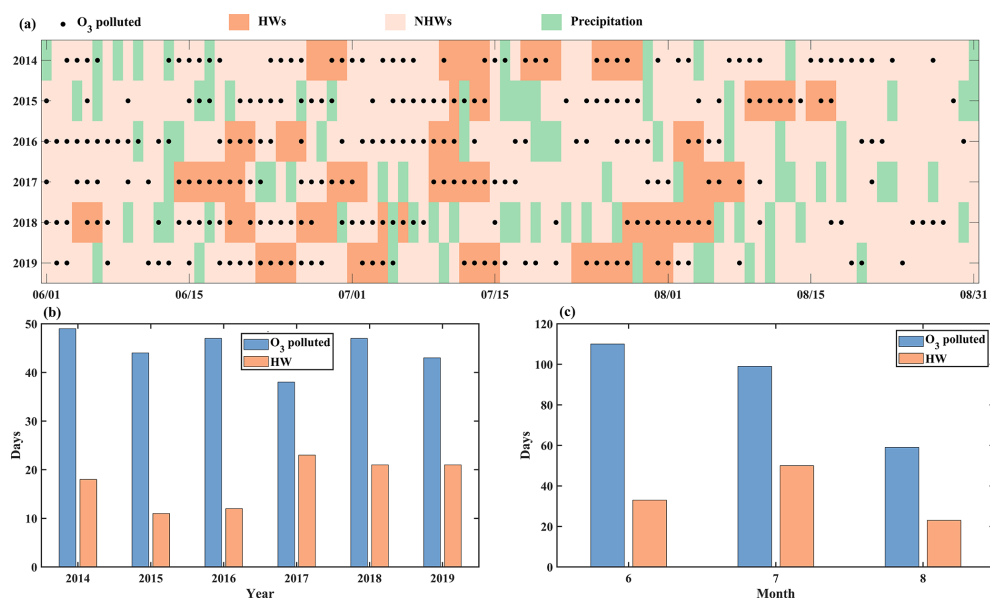 (a) O3 polluted HWs NHWs Precipitation
2014
2015
2016
2017
2018
2019
06/01 06/15 07/01 07/15 08/01 08/15 08/31
(b)
50
40
30
20
10
0
Days
O3 polluted
HW
2014 2015 2016 2017 2018 2019
Year
(c)
120
100
80
60
40
20
0
Days
O3 polluted
HW
6 7 8
Month